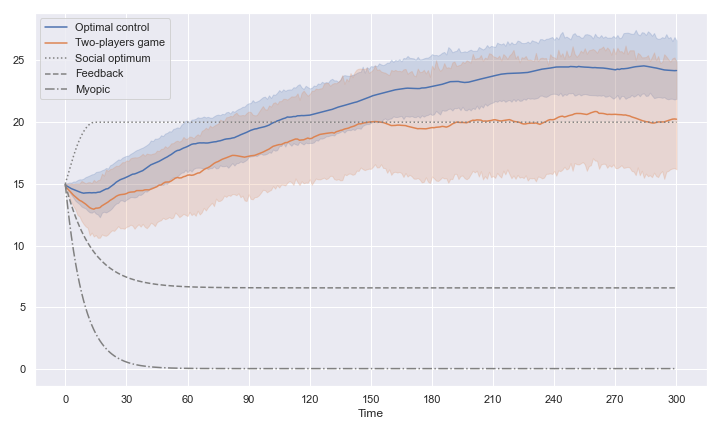 Optimal control
Two-players game
Social optimum
Feedback
Myopic
25
20
15
10
5
0
0 30 60 90 120 150 180 210 240 270 300
Time